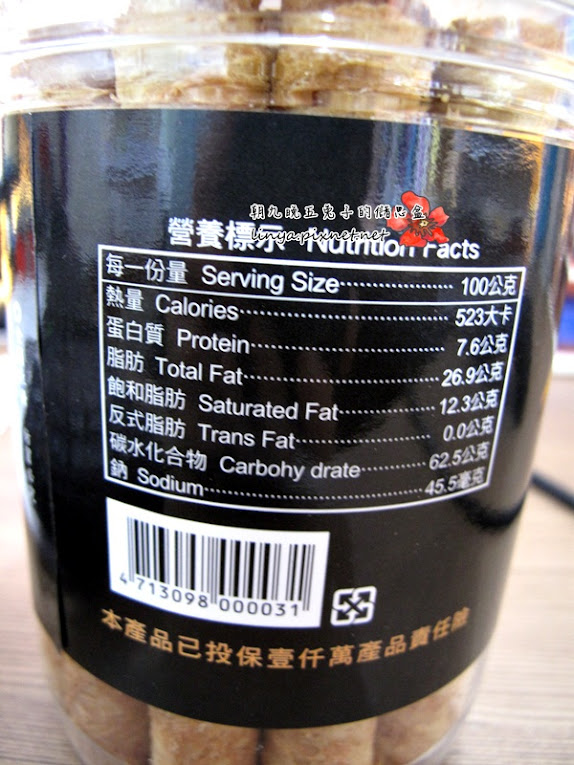 朝九晚五兔子的備忘盒
linya.pixnet.net
營養標示 Nutrition Facts
每一份量 Serving Size 100公克
熱量 Calories 523大卡
蛋白質 Protein 7.6公克
脂肪 Total Fat 26.9公克
飽和脂肪 Saturated Fat 12.3公克
反式脂肪 Trans Fat 0.0公克
碳水化合物 Carbohy drate 62.5公克
鈉 Sodium 45.5毫克
4 713098 000031
本產品已投保壹仟萬產品責任險